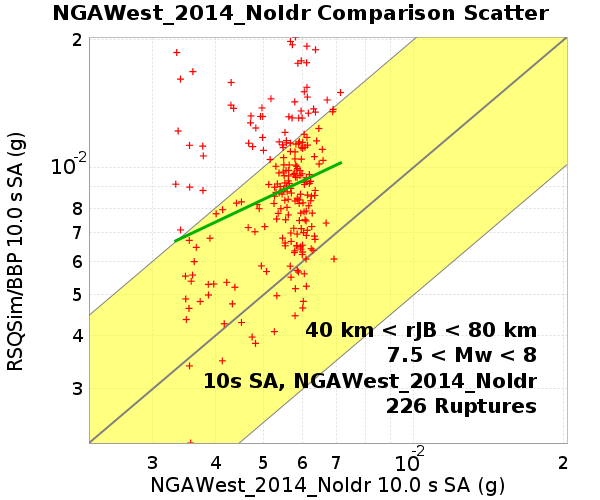 NGAWest_2014_NoIdr Comparison Scatter
RSQSim/BBP 10.0 s SA (g)
2
10-2
8
7
6
5
4
3
40 km < rJB < 80 km
7.5 < Mw < 8
10s SA, NGAWest_2014_NoIdr
226 Ruptures
3 4 5 6 7 10-2 2
NGAWest_2014_NoIdr 10.0 s SA (g)